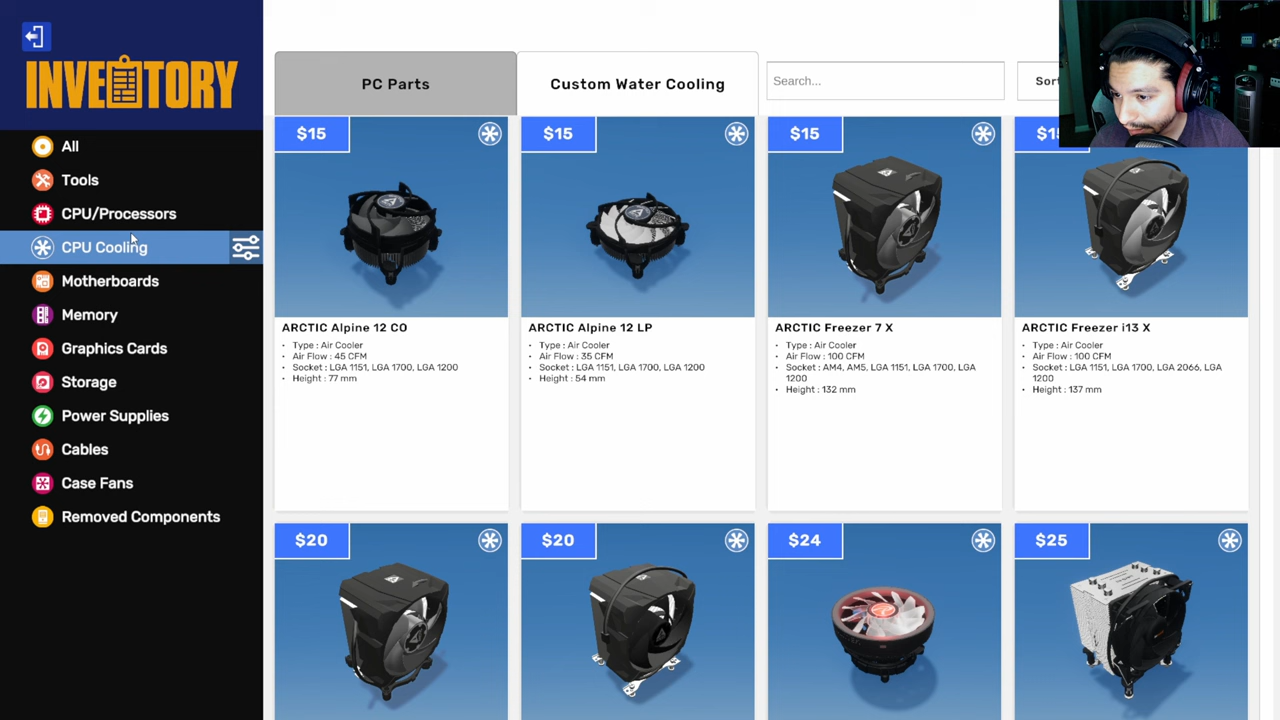 INVENTORY
All
Tools
CPU/Processors
CPU Cooling
Motherboards
Memory
Graphics Cards
Storage
Power Supplies
Cables
Case Fans
Removed Components
PC Parts
Custom Water Cooling
Search...
$15
ARCTIC Alpine 12 CO
• Type : Air Cooler
• Air Flow : 45 CFM
• Socket : LGA 1151, LGA 1700, LGA 1200
• Height : 77 mm
$15
ARCTIC Alpine 12 LP
• Type : Air Cooler
• Air Flow : 35 CFM
• Socket : LGA 1151, LGA 1700, LGA 1200
• Height : 54 mm
$15
ARCTIC Freezer 7 X
• Type : Air Cooler
• Air Flow : 100 CFM
• Socket : AM4, AM5, LGA 1151, LGA 1700, LGA
1200
• Height : 132 mm
ARCTIC Freezer i13 X
• Type : Air Cooler
• Air Flow : 100 CFM
• Socket : LGA 1151, LGA 1700, LGA 2066, LGA
1200
• Height : 137 mm
$20
$20
$24
$25